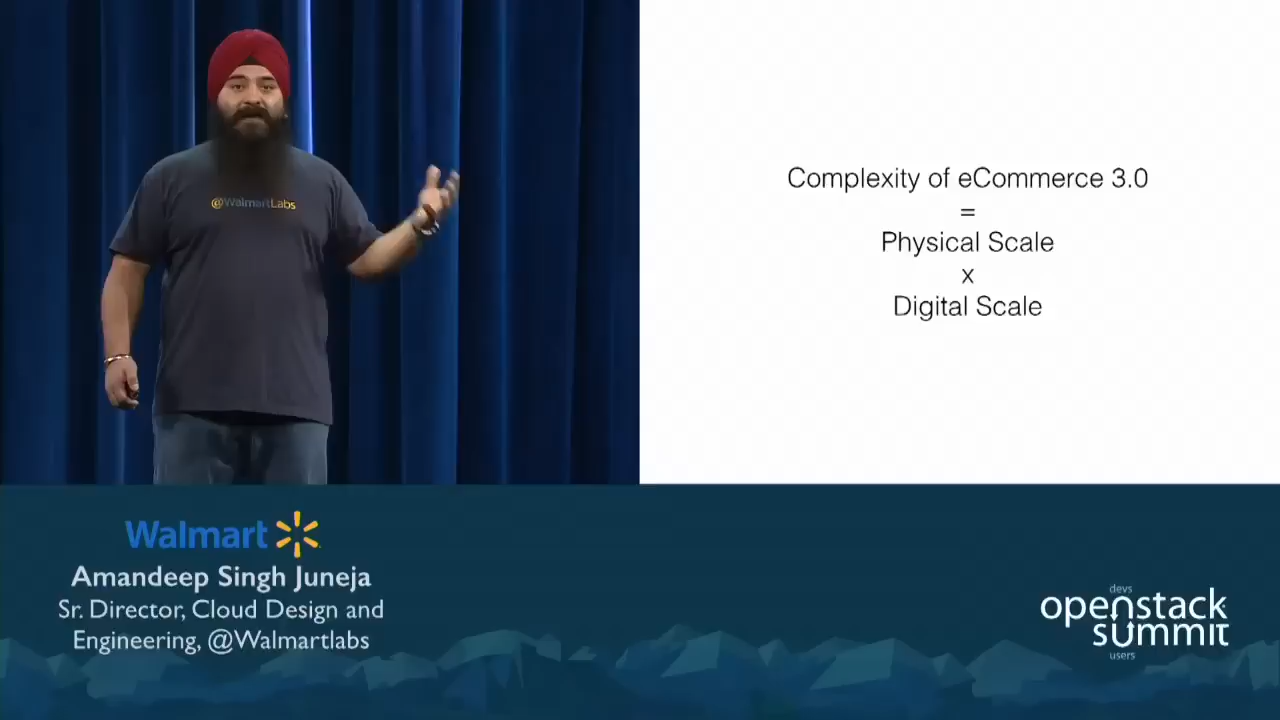 @WalmartLabs
Complexity of eCommerce 3.0
=
Physical Scale
x
Digital Scale
Walmart
Amandeep Singh Juneja
Sr. Director, Cloud Design and
Engineering, @Walmartlabs
devs
openstack
summit
users